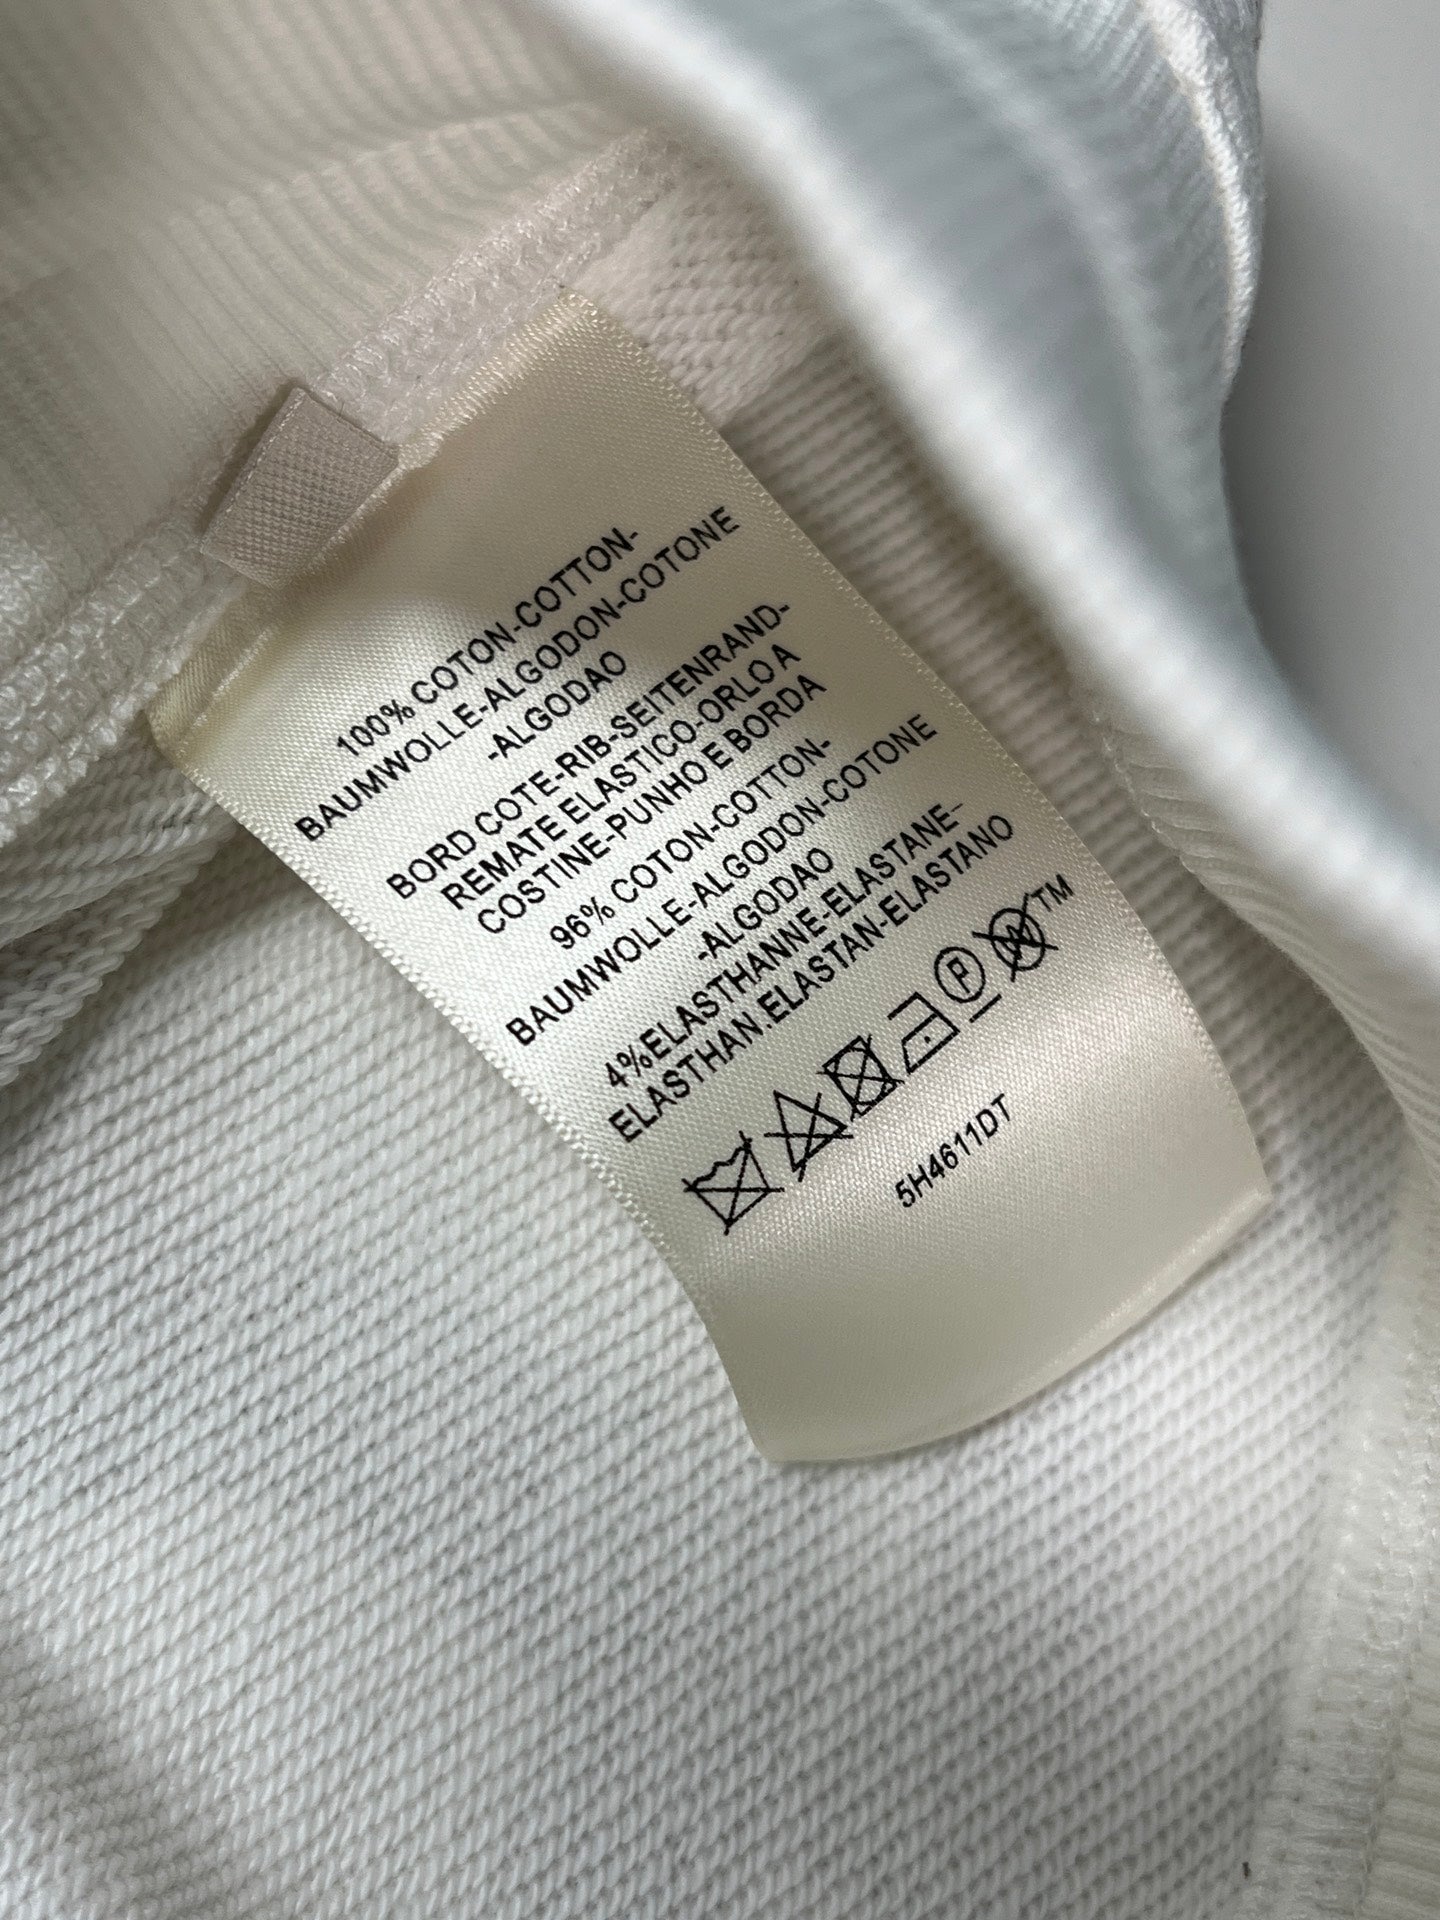 100% COTON-COTTON-
BAUMWOLLE-ALGODON-COTONE
-ALGODAO
BORD COTE-RIB-SEITENRAND-
REMATE ELASTICO-ORLO A
COSTINE-PUNHO E BORDA
96% COTON-COTTON-
BAUMWOLLE-ALGODON-COTONE
-ALGODAO
4%ELASTHANNE-ELASTANE-
ELASTHAN.ELASTAN-ELASTANO
P W TM
5H4611DT